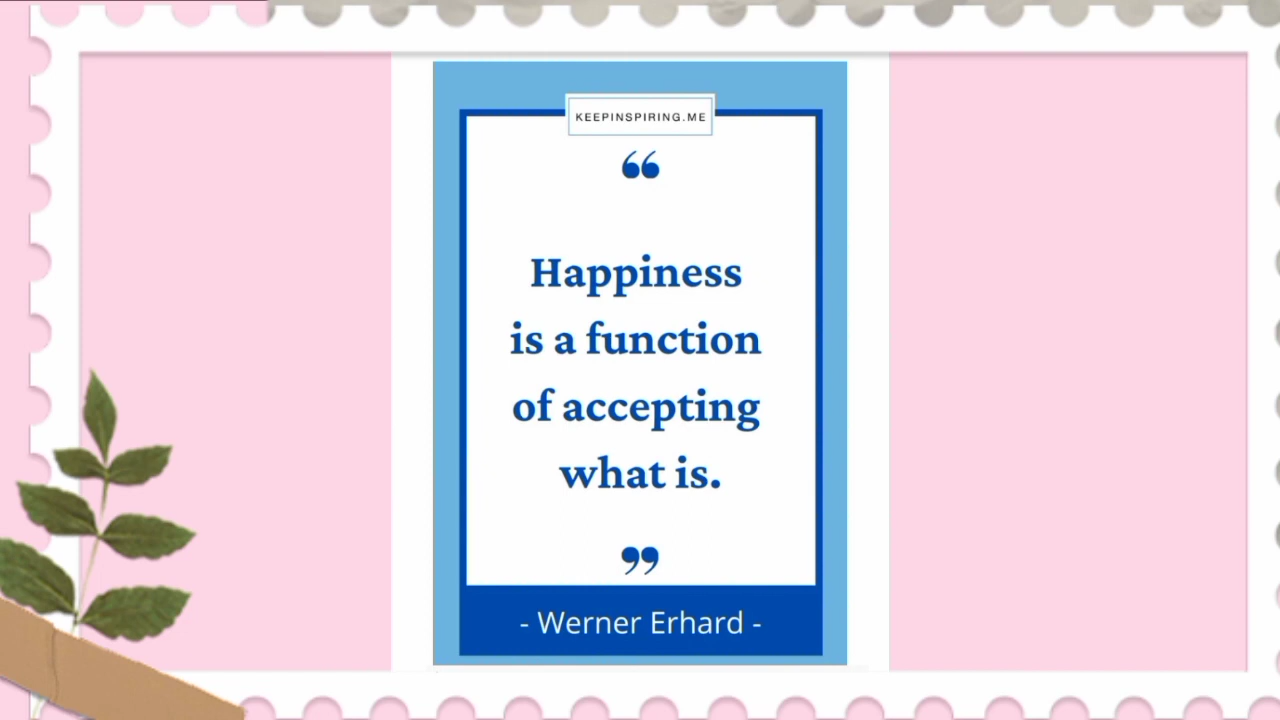 KEEPINSPIRING.ME
“
Happiness
is a function
of accepting
what is.
”
- Werner Erhard -